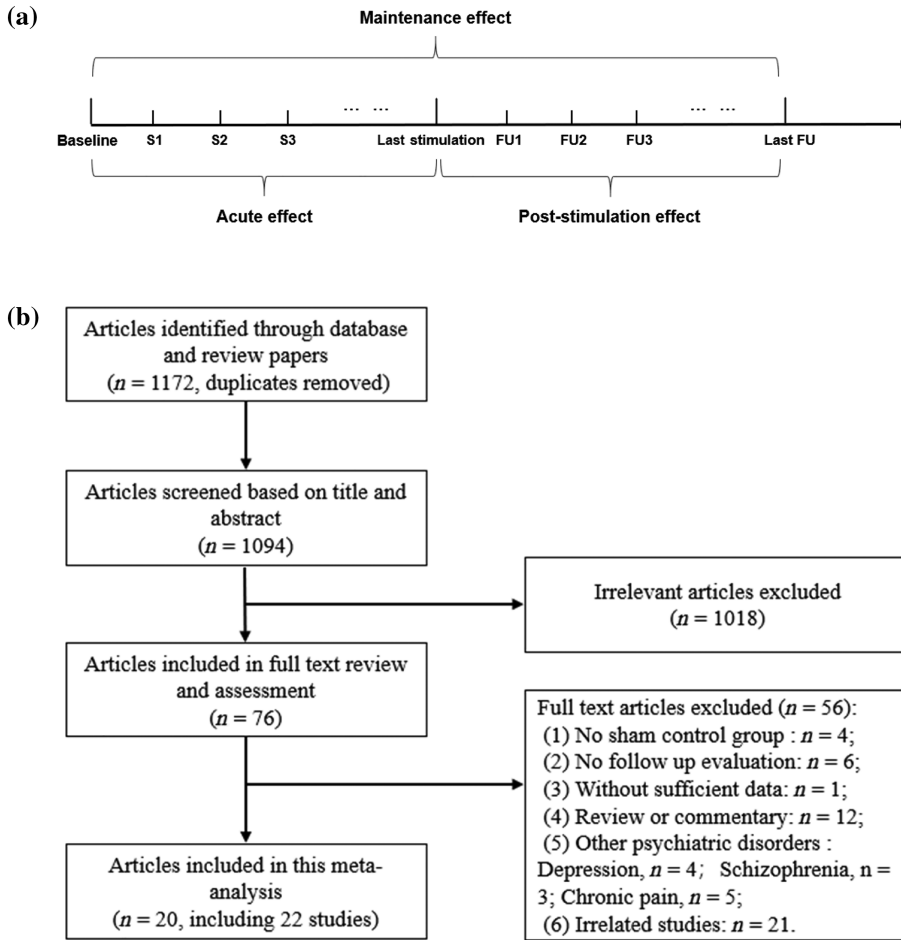 (a)
Maintenance effect
... ... ... ...
Baseline S1 S2 S3 Last stimulation FU1 FU2 FU3 Last FU
Acute effect Post-stimulation effect
(b)
Articles identified through database
and review papers
(n = 1172, duplicates removed)
Articles screened based on title and
abstract
(n = 1094)
Irrelevant articles excluded
(n = 1018)
Articles included in full text review
and assessment
(n = 76)
Full text articles excluded (n = 56):
(1) No sham control group : n = 4;
(2) No follow up evaluation: n = 6;
(3) Without sufficient data: n = 1;
(4) Review or commentary: n = 12;
(5) Other psychiatric disorders :
Depression, n = 4; Schizophrenia, n =
3; Chronic pain, n = 5;
(6) Irrelated studies: n = 21.
Articles included in this meta-
analysis
(n = 20, including 22 studies)